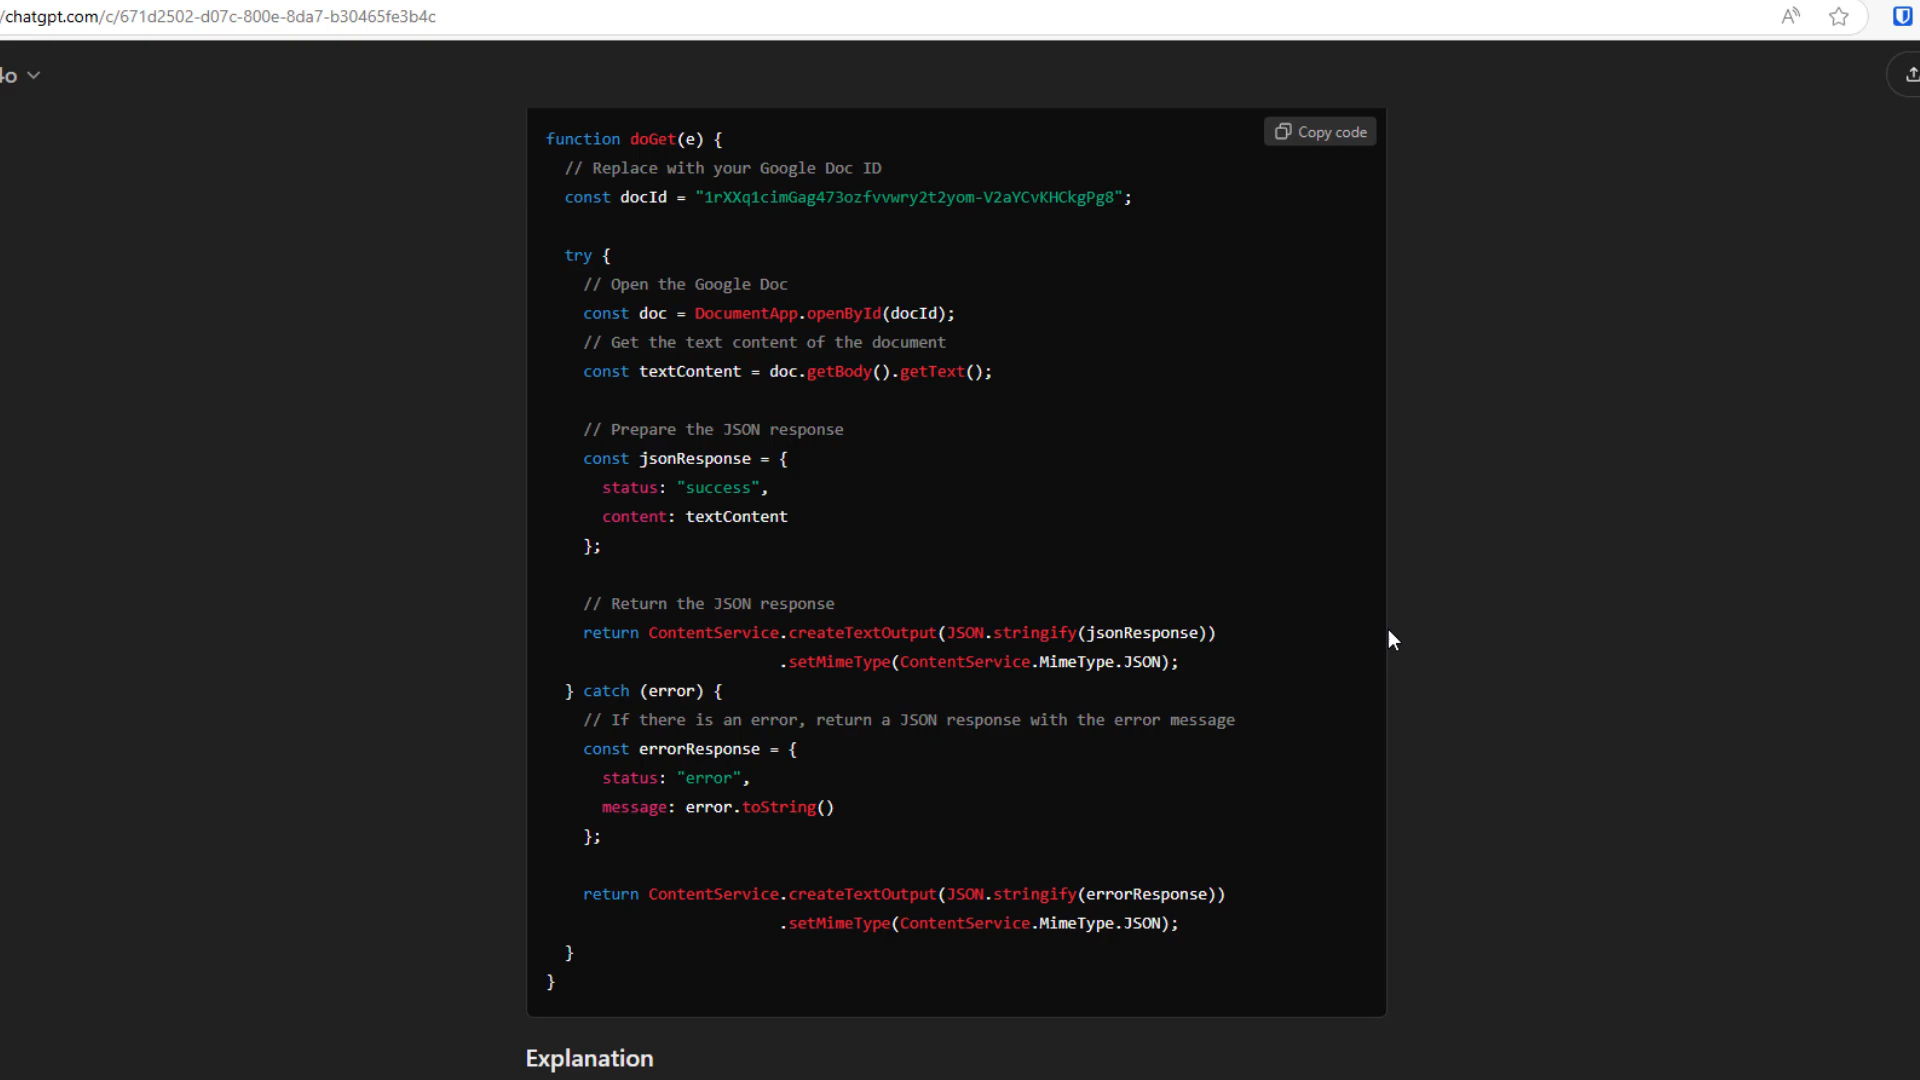 /chatgpt.com/c/671d2502-d07c-800e-8da7-b30465fe3b4c
4o
Copy code
function doGet(e) {
  // Replace with your Google Doc ID
  const docId = "1rXXq1cimGag473ozfvvwry2t2yom-V2aYCvKHCkgPg8";

  try {
    // Open the Google Doc
    const doc = DocumentApp.openById(docId);
    // Get the text content of the document
    const textContent = doc.getBody().getText();

    // Prepare the JSON response
    const jsonResponse = {
      status: "success",
      content: textContent
    };

    // Return the JSON response
    return ContentService.createTextOutput(JSON.stringify(jsonResponse))
                         .setMimeType(ContentService.MimeType.JSON);
  } catch (error) {
    // If there is an error, return a JSON response with the error message
    const errorResponse = {
      status: "error",
      message: error.toString()
    };

    return ContentService.createTextOutput(JSON.stringify(errorResponse))
                         .setMimeType(ContentService.MimeType.JSON);
  }
}
Explanation